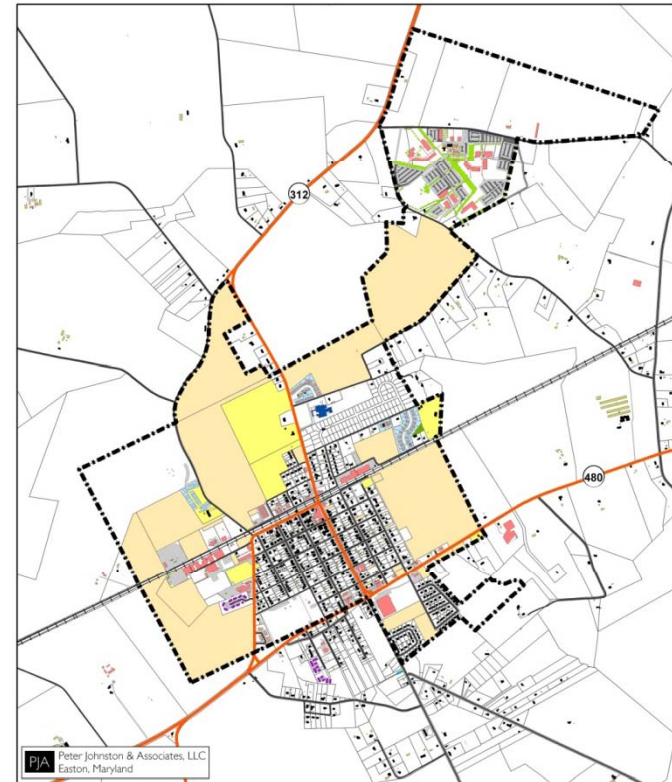 312
480
PJA
Peter Johnston & Associates, LLC
Easton, Maryland